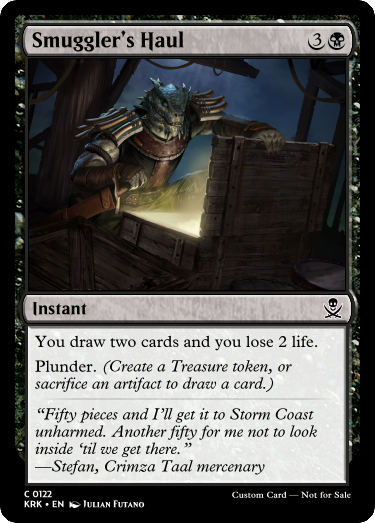 Smuggler's Haul 3
Instant
You draw two cards and you lose 2 life.
Plunder. (Create a Treasure token, or
sacrifice an artifact to draw a card.)
“Fifty pieces and I’ll get it to Storm Coast
unharmed. Another fifty for me not to look
inside ‘til we get there.”
—Stefan, Crimza Taal mercenary
C 0122
KRK • EN Julian Futano
Custom Card — Not for Sale